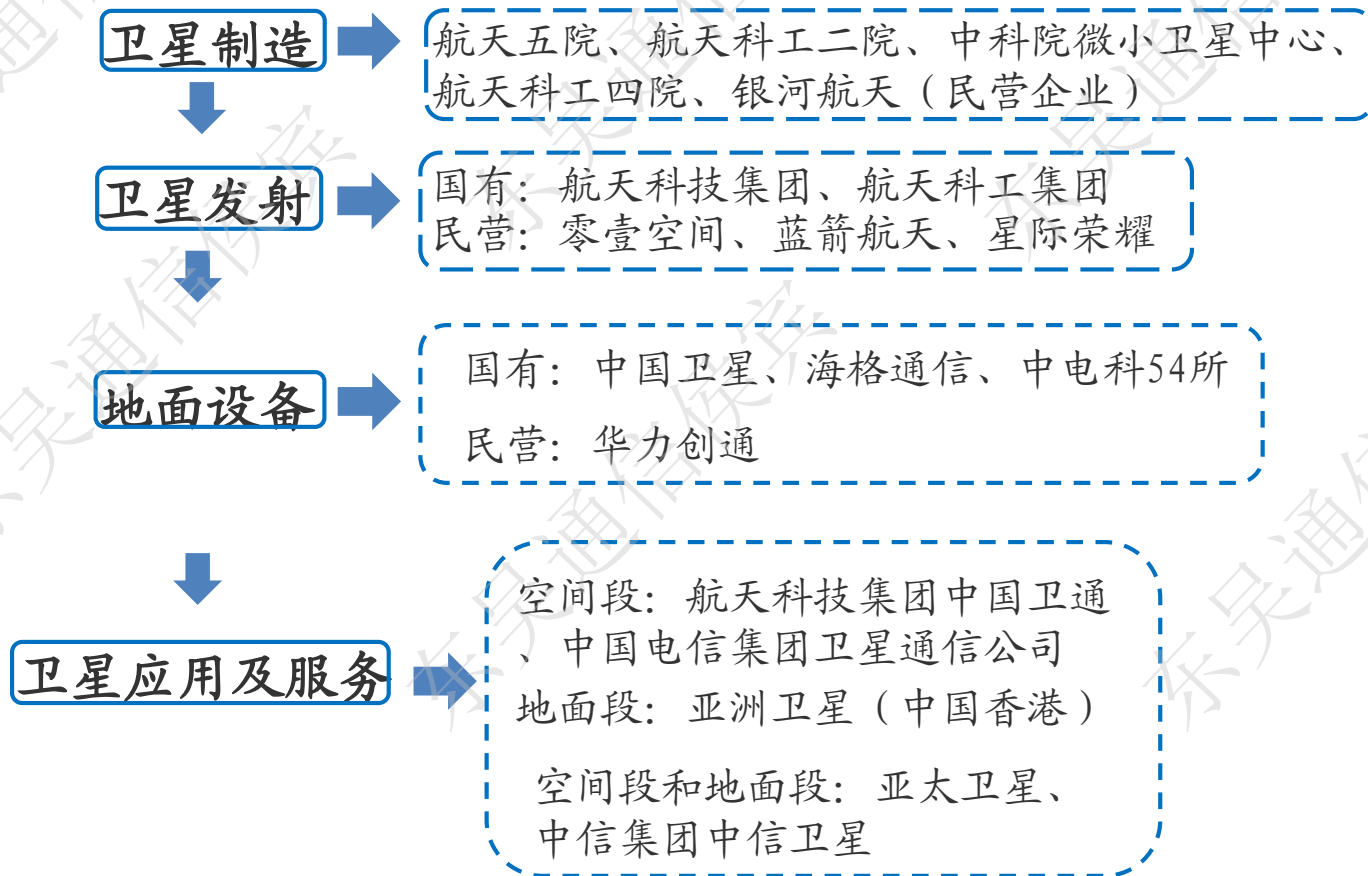 卫星制造
航天五院、航天科工二院、中科院微小卫星中心、
航天科工四院、银河航天（民营企业）
卫星发射
国有：航天科技集团、航天科工集团
民营：零壹空间、蓝箭航天、星际荣耀
地面设备
国有：中国卫星、海格通信、中电科54所
民营：华力创通
卫星应用及服务
空间段：航天科技集团中国卫通
、中国电信集团卫星通信公司
地面段：亚洲卫星（中国香港）
空间段和地面段：亚太卫星、
中信集团中信卫星
东吴通信侯宾